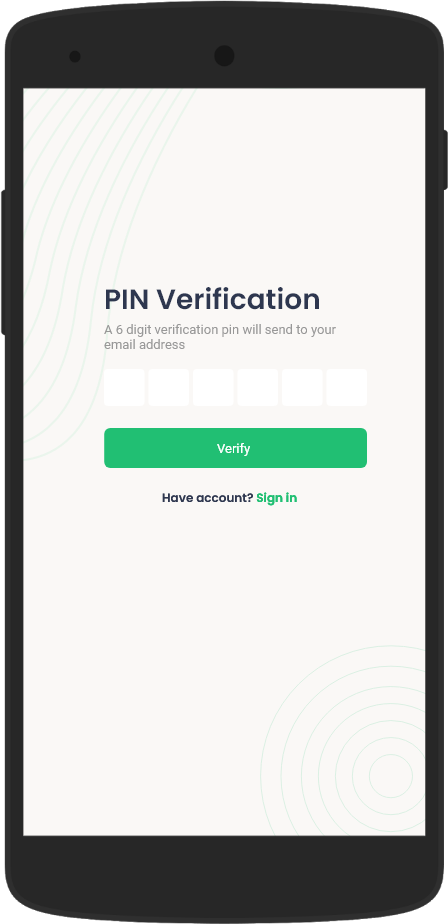 PIN Verification
A 6 digit verification pin will send to your
email address
Verify
Have account? Sign in